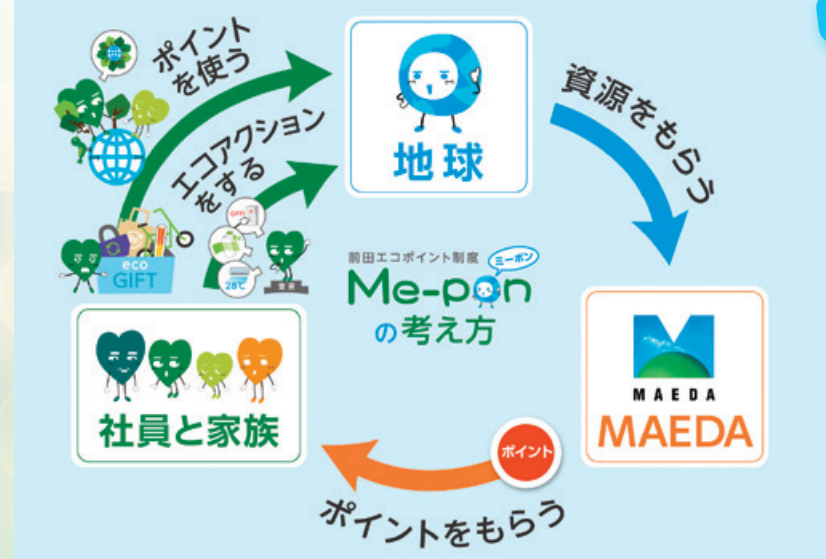 ポイント
を使う
エコアクション
をする
地球
資源をもらう
前田エコポイント制度
ミーポン
Me-pon
の考え方
OFF
28℃
eco
GIFT
社員と家族
MAEDA
MAEDA
ポイント
ポイントをもらう